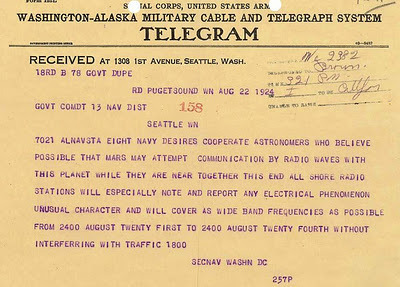 SIGNAL CORPS, UNITED STATES ARMY
WASHINGTON-ALASKA MILITARY CABLE AND TELEGRAPH SYSTEM
TELEGRAM
RECEIVED AT 1308 1ST AVENUE, SEATTLE, WASH.
18RD B 78 GOVT DUPE
RD PUGETSOUND WN AUG 22 1924
GOVT COMDT 13 NAV DIST
158
SEATTLE WN
7021 ALNAVSTA EIGHT NAVY DESIRES COOPERATE ASTRONOMERS WHO BELIEVE
POSSIBLE THAT MARS MAY ATTEMPT COMMUNICATION BY RADIO WAVES WITH
THIS PLANET WHILE THEY ARE NEAR TOGETHER THIS END ALL SHORE RADIO
STATIONS WILL ESPECIALLY NOTE AND REPORT ANY ELECTRICAL PHENOMENON
UNUSUAL CHARACTER AND WILL COVER AS WIDE BAND FREQUENCIES AS POSSIBLE
FROM 2400 AUGUST TWENTY FIRST TO 2400 AUGUST TWENTY FOURTH WITHOUT
INTERFERRING WITH TRAFFIC 1800
SECNAV WASHN DC
257P